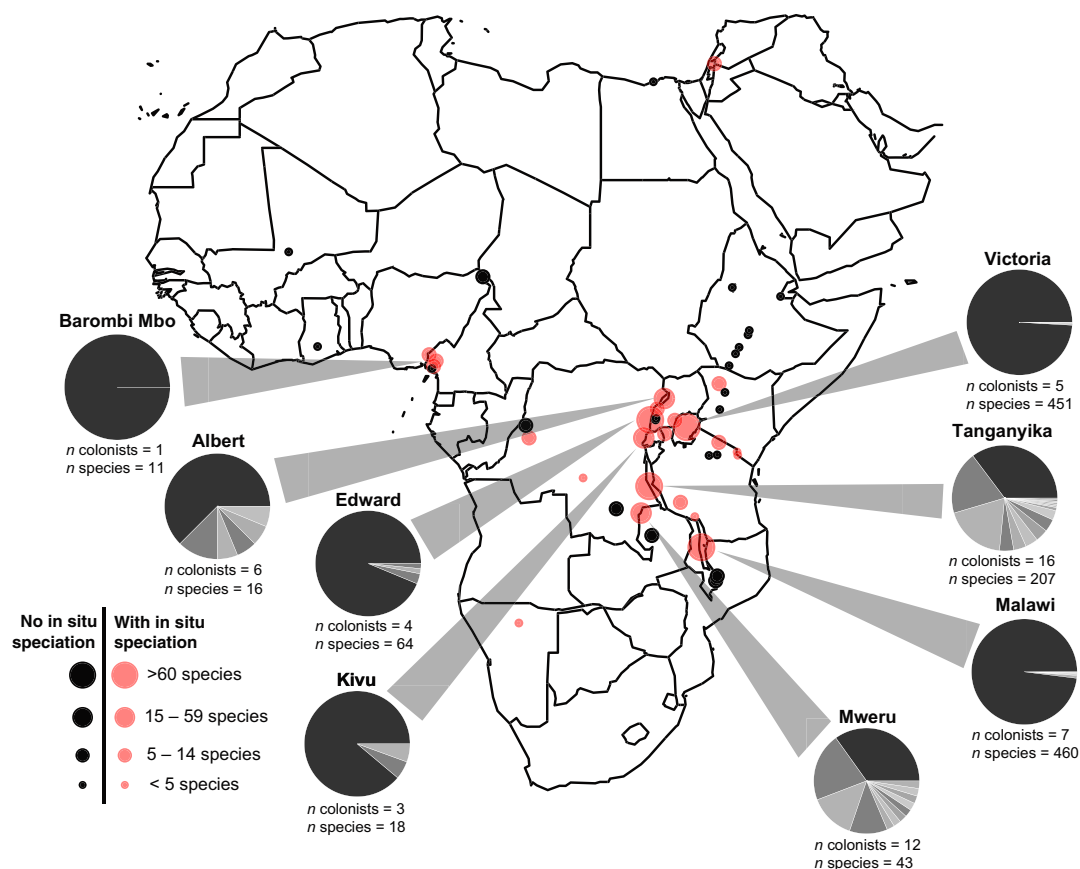 Victoria
n colonists = 5
n species = 451
Barombi Mbo
n colonists = 1
n species = 11
Tanganyika
n colonists = 16
n species = 207
Albert
n colonists = 6
n species = 16
Edward
n colonists = 4
n species = 64
Malawi
n colonists = 7
n species = 460
No in situ speciation
With in situ speciation
>60 species
15 – 59 species
5 – 14 species
< 5 species
Kivu
n colonists = 3
n species = 18
Mweru
n colonists = 12
n species = 43